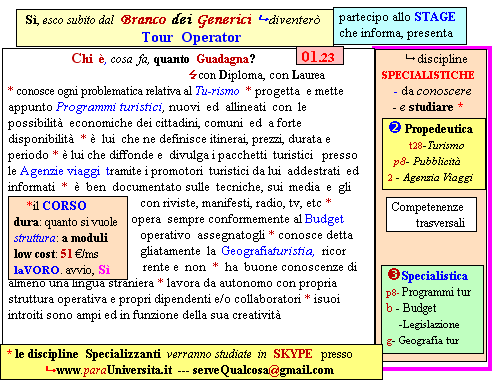 Sì, esco subito dal Branco dei Generici ↪diventerò
Tour Operator
partecipo allo STAGE
che informa, presenta
Chi è, cosa fa, quanto Guadagna?
01.23
con Diploma, con Laurea
* conosce ogni problematica relativa al Tu-rismo * progetta e mette
appunto Programmi turistici, nuovi ed allineati con le
possibilità economiche dei cittadini, comuni ed a forte
disponibilità * è lui che ne definisce itinerai, prezzi, durata e
periodo * è lui che diffonde e divulga i pacchetti turistici presso
le Agenzie viaggi tramite i promotori turistici da lui addestrati ed
informati * è ben documentato sulle tecniche, sui media e gli
con riviste, manifesti, radio, tv, etc *
opera sempre conformemente al Budget
operativo assegnatogli * conosce detta
gliatamente la Geografiaturistia, ricor
rente e non * ha buone conoscenze di
almeno una lingua straniera * lavora da autonomo con propria
struttura operativa e propri dipendenti e/o collaboratori * isuoi
introiti sono ampi ed in funzione della sua creatività
*il CORSO
dura: quanto si vuole
struttura: a moduli
low cost: 51 €/ms
laVORO. avvio, Sì
↪ discipline
SPECIALISTICHE
- da conoscere
- e studiare *
❷ Propedeutica
t28-Turismo
p8- Pubblicità
2 - Agenzia Viaggi
Competenze
trasversali
❸Specialistica
p8- Programmi tur
b - Budget
-Legislazione
g- Geografia tur
* le discipline Specializzanti verranno studiate in SKYPE presso
↪www.paraUniversita.it --- serveQualcosa@gmail.com